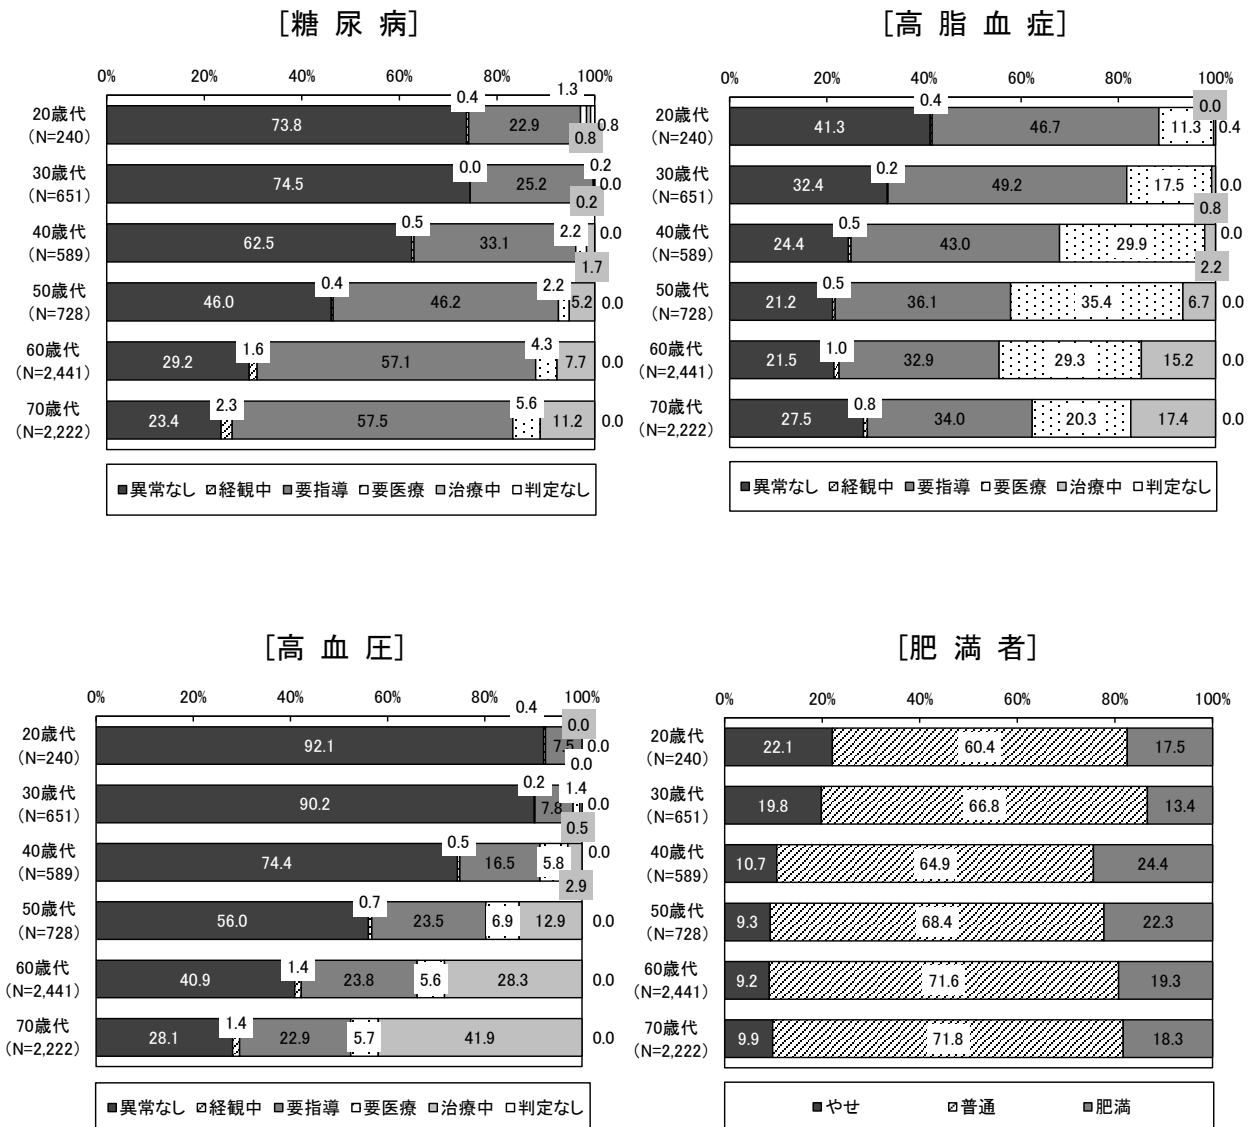 [糖 尿 病]
0% 20% 40% 60% 80% 100%
20歳代 (N=240) 73.8 0.4 22.9 1.3 0.8 0.8
30歳代 (N=651) 74.5 0.0 25.2 0.2 0.2 0.0
40歳代 (N=589) 62.5 0.5 33.1 2.2 1.7 0.0
50歳代 (N=728) 46.0 0.4 46.2 2.2 5.2 0.0
60歳代 (N=2,441) 29.2 1.6 57.1 4.3 7.7 0.0
70歳代 (N=2,222) 23.4 2.3 57.5 5.6 11.2 0.0
■異常なし 経観中 ■要指導 要医療 治療中 □判定なし
[高 脂 血 症]
0% 20% 40% 60% 80% 100%
20歳代 (N=240) 41.3 0.4 46.7 11.3 0.0 0.4
30歳代 (N=651) 32.4 0.2 49.2 17.5 0.8 0.0
40歳代 (N=589) 24.4 0.5 43.0 29.9 2.2 0.0
50歳代 (N=728) 21.2 0.5 36.1 35.4 6.7 0.0
60歳代 (N=2,441) 21.5 1.0 32.9 29.3 15.2 0.0
70歳代 (N=2,222) 27.5 0.8 34.0 20.3 17.4 0.0
■異常なし 経観中 ■要指導 要医療 治療中 □判定なし
[高 血 圧]
0% 20% 40% 60% 80% 100%
20歳代 (N=240) 92.1 0.4 7.5 0.0 0.0 0.0
30歳代 (N=651) 90.2 0.2 7.8 1.4 0.5 0.0
40歳代 (N=589) 74.4 0.5 16.5 5.8 2.9 0.0
50歳代 (N=728) 56.0 0.7 23.5 6.9 12.9 0.0
60歳代 (N=2,441) 40.9 1.4 23.8 5.6 28.3 0.0
70歳代 (N=2,222) 28.1 1.4 22.9 5.7 41.9 0.0
■異常なし 経観中 ■要指導 要医療 治療中 □判定なし
[肥 満 者]
0% 20% 40% 60% 80% 100%
20歳代 (N=240) 22.1 60.4 17.5
30歳代 (N=651) 19.8 66.8 13.4
40歳代 (N=589) 10.7 64.9 24.4
50歳代 (N=728) 9.3 68.4 22.3
60歳代 (N=2,441) 9.2 71.6 19.3
70歳代 (N=2,222) 9.9 71.8 18.3
■やせ 普通 ■肥満